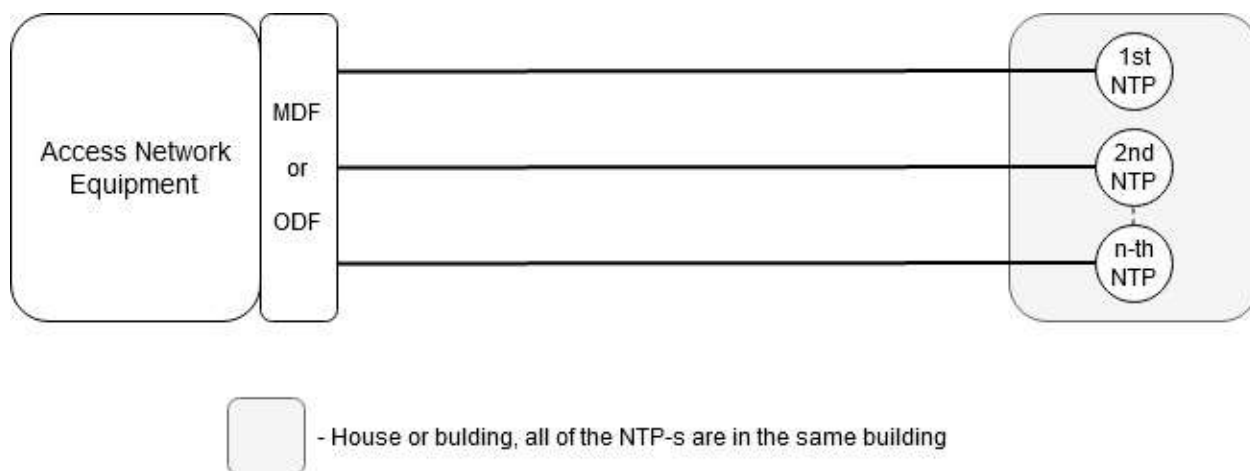 Access Network
Equipment
MDF
or
ODF
1st
NTP
2nd
NTP
n-th
NTP
- House or bulding, all of the NTP-s are in the same building